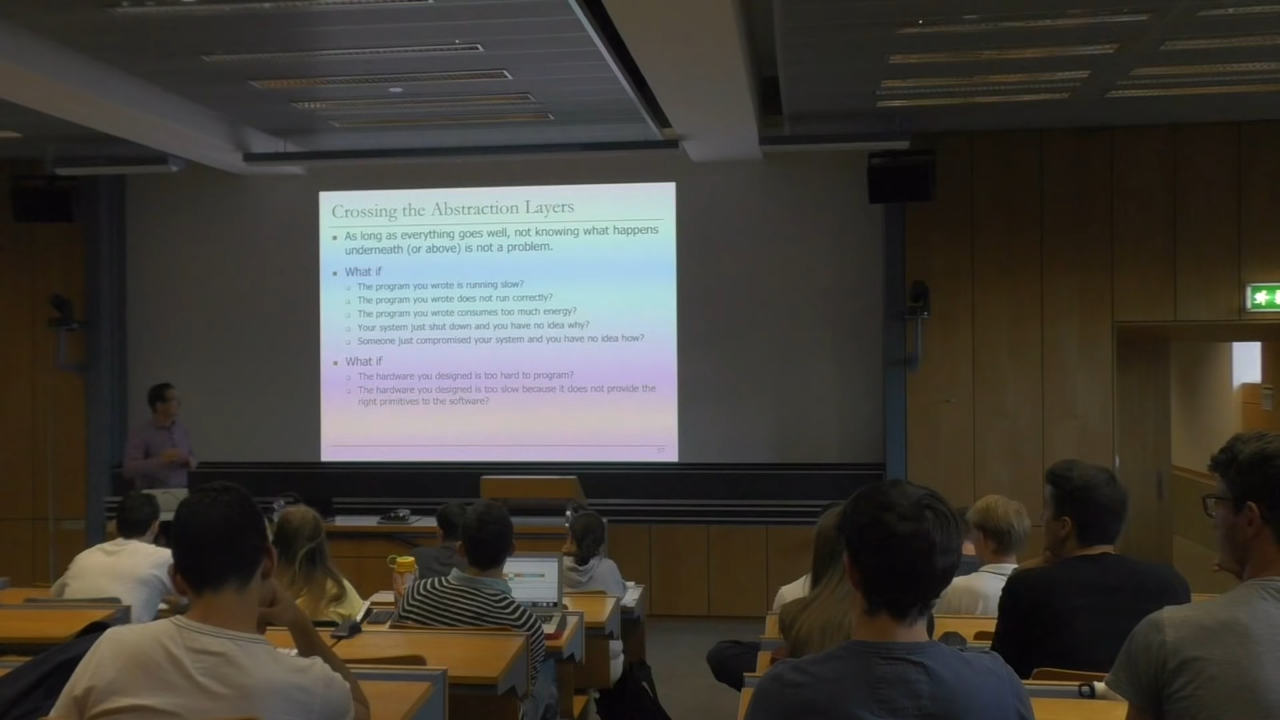 Crossing the Abstraction Layers
As long as everything goes well, not knowing what happens
underneath (or above) is not a problem.
What if
The program you wrote is running slow?
The program you wrote does not run correctly?
The program you wrote consumes too much energy?
Your system just shut down and you have no idea why?
Someone just compromised your system and you have no idea how?
What if
The hardware you designed is too hard to program?
The hardware you designed is too slow because it does not provide the
right primitives to the software?